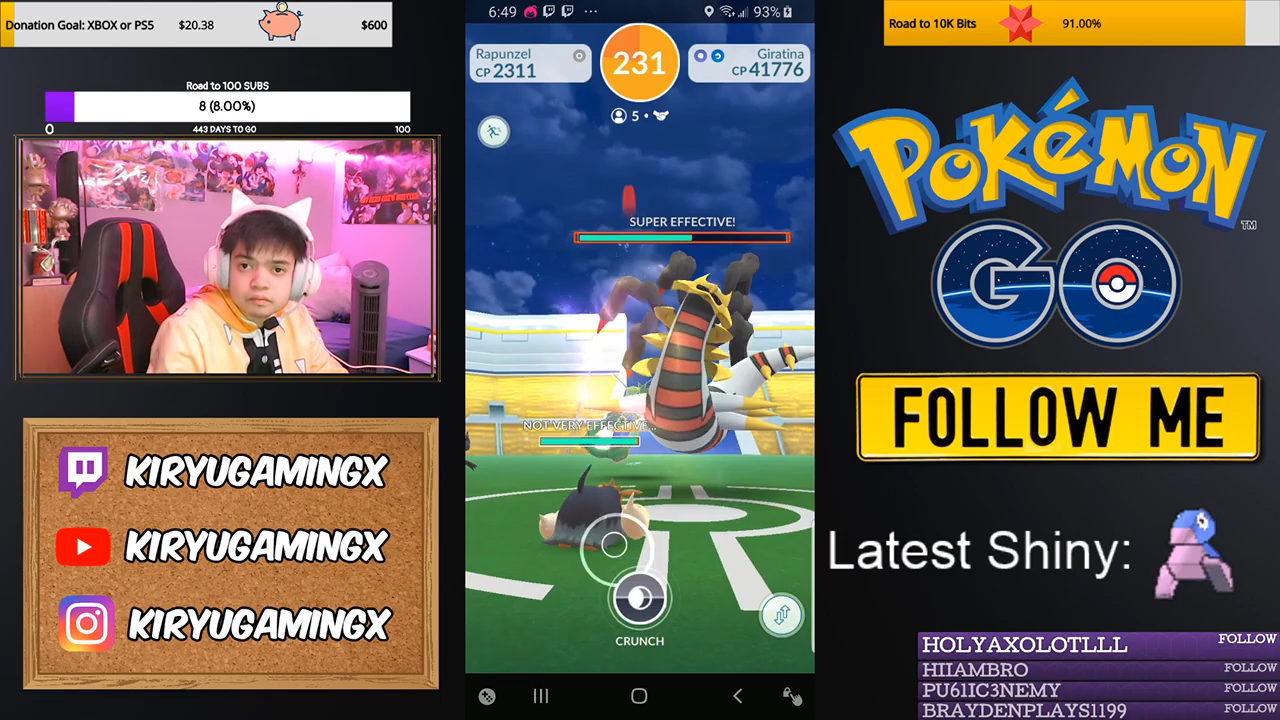 Donation Goal: XBOX or PS5 $20.38 $600
Road to 100 SUBS
8 (8.00%)
0 443 DAYS TO GO 100
KIRYUGAMINGX
KIRYUGAMINGX
KIRYUGAMINGX
6:49 ... 93%
Rapunzel
CP 2311
231
Giratina
CP 41776
5 •
SUPER EFFECTIVE!
NOT VERY EFFECTIVE...
CRUNCH
Road to 10K Bits 91.00%
POKéMON
TM
GO
FOLLOW ME
Latest Shiny:
HOLYAXOLOTLLL FOLLOW
HIIAMBRO FOLLOW
PU61IC3NEMY FOLLOW
BRAYDENPLAYS1199 FOLLOW